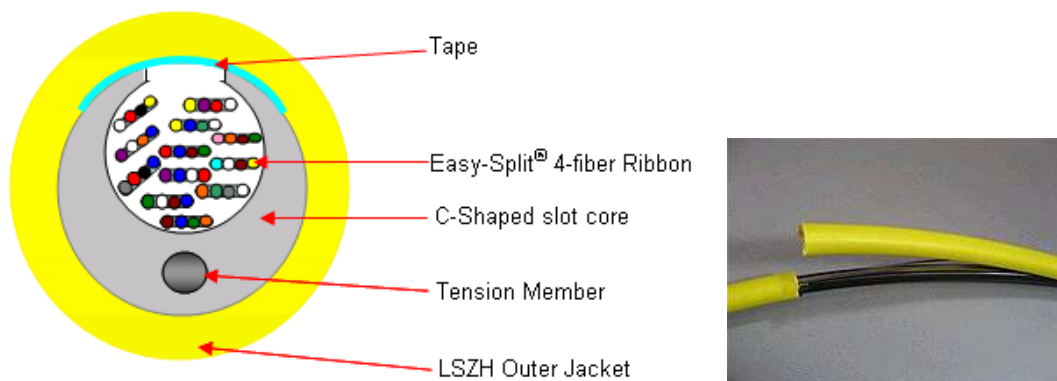 Tape
Easy-Split® 4-fiber Ribbon
C-Shaped slot core
Tension Member
LSZH Outer Jacket